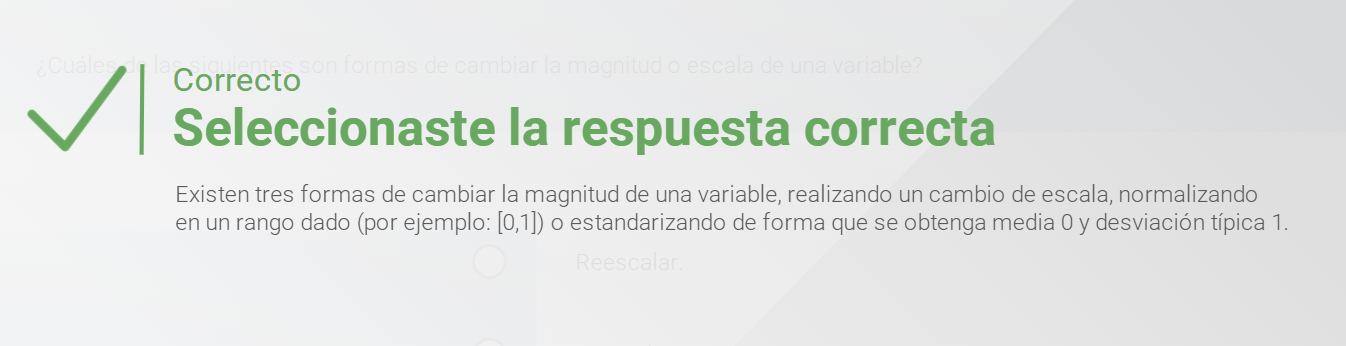 ¿Cuáles de las siguientes son formas de cambiar la magnitud o escala de una variable?
Correcto
Seleccionaste la respuesta correcta
Existen tres formas de cambiar la magnitud de una variable, realizando un cambio de escala, normalizando
en un rango dado (por ejemplo: [0,1]) o estandarizando de forma que se obtenga media 0 y desviación típica 1.
Reescalar.